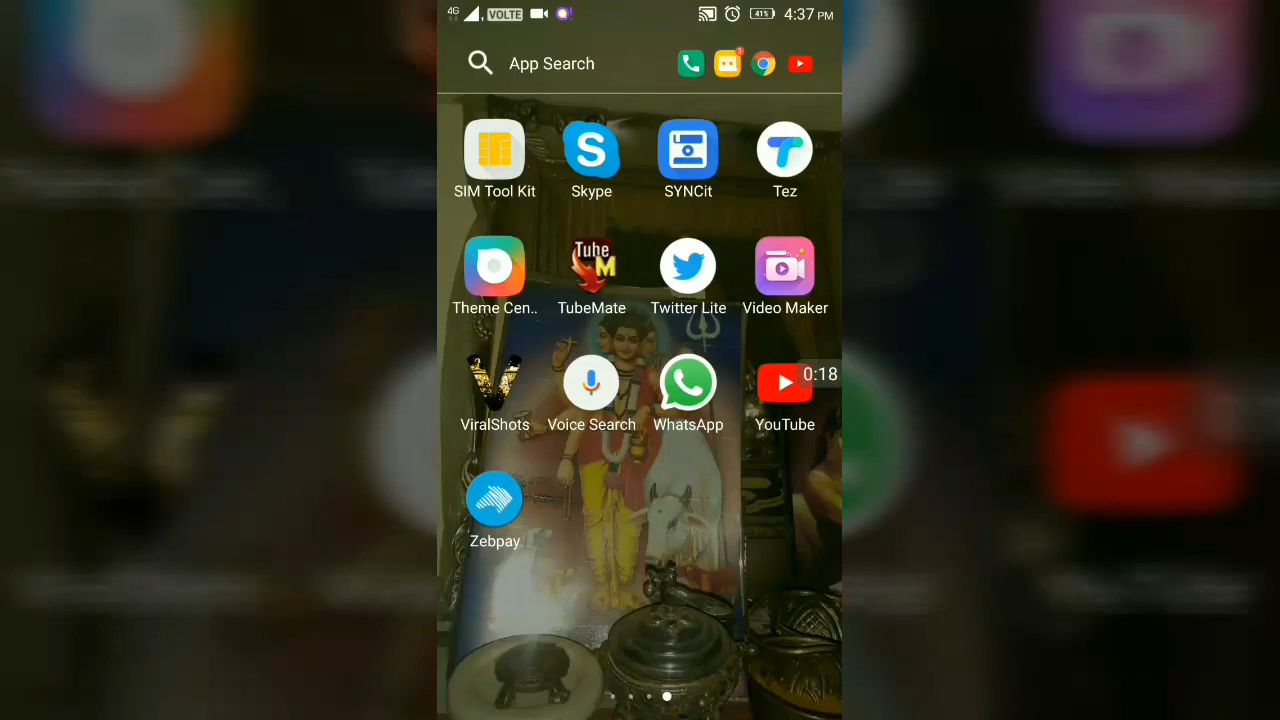 4G VOLTE 41% 4:37 PM
App Search 3
SIM Tool Kit Skype SYNCit Tez
Tube M
Theme Cen.. TubeMate Twitter Lite Video Maker
0:18
ViralShots Voice Search WhatsApp YouTube
Zebpay